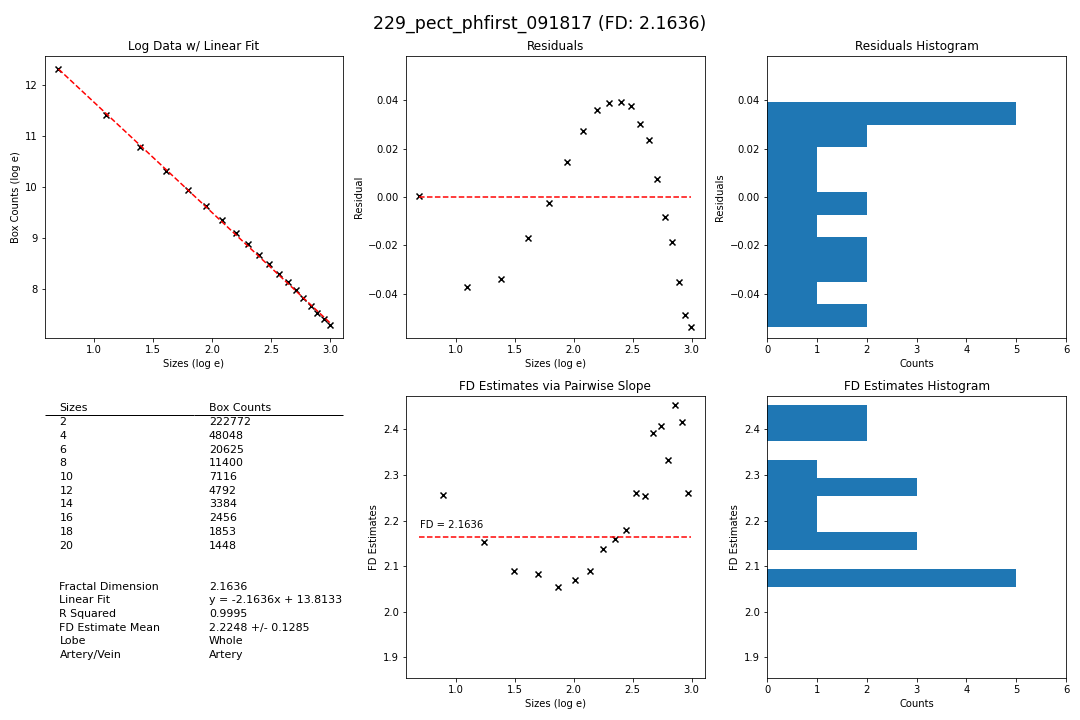 229_pect_phfirst_091817 (FD: 2.1636)
Log Data w/ Linear Fit
Box Counts (log e)
12
11
10
9
8
1.0 1.5 2.0 2.5 3.0
Sizes (log e)
Residuals
Residual
0.04
0.02
0.00
−0.02
−0.04
1.0 1.5 2.0 2.5 3.0
Sizes (log e)
Residuals Histogram
Residuals
0.04
0.02
0.00
−0.02
−0.04
0 1 2 3 4 5 6
Counts
Sizes Box Counts
2 222772
4 48048
6 20625
8 11400
10 7116
12 4792
14 3384
16 2456
18 1853
20 1448
Fractal Dimension 2.1636
Linear Fit y = -2.1636x + 13.8133
R Squared 0.9995
FD Estimate Mean 2.2248 +/- 0.1285
Lobe Whole
Artery/Vein Artery
FD Estimates via Pairwise Slope
FD Estimates
2.4
2.3
2.2
2.1
2.0
1.9
FD = 2.1636
1.0 1.5 2.0 2.5 3.0
Sizes (log e)
FD Estimates Histogram
FD Estimates
2.4
2.3
2.2
2.1
2.0
1.9
0 1 2 3 4 5 6
Counts